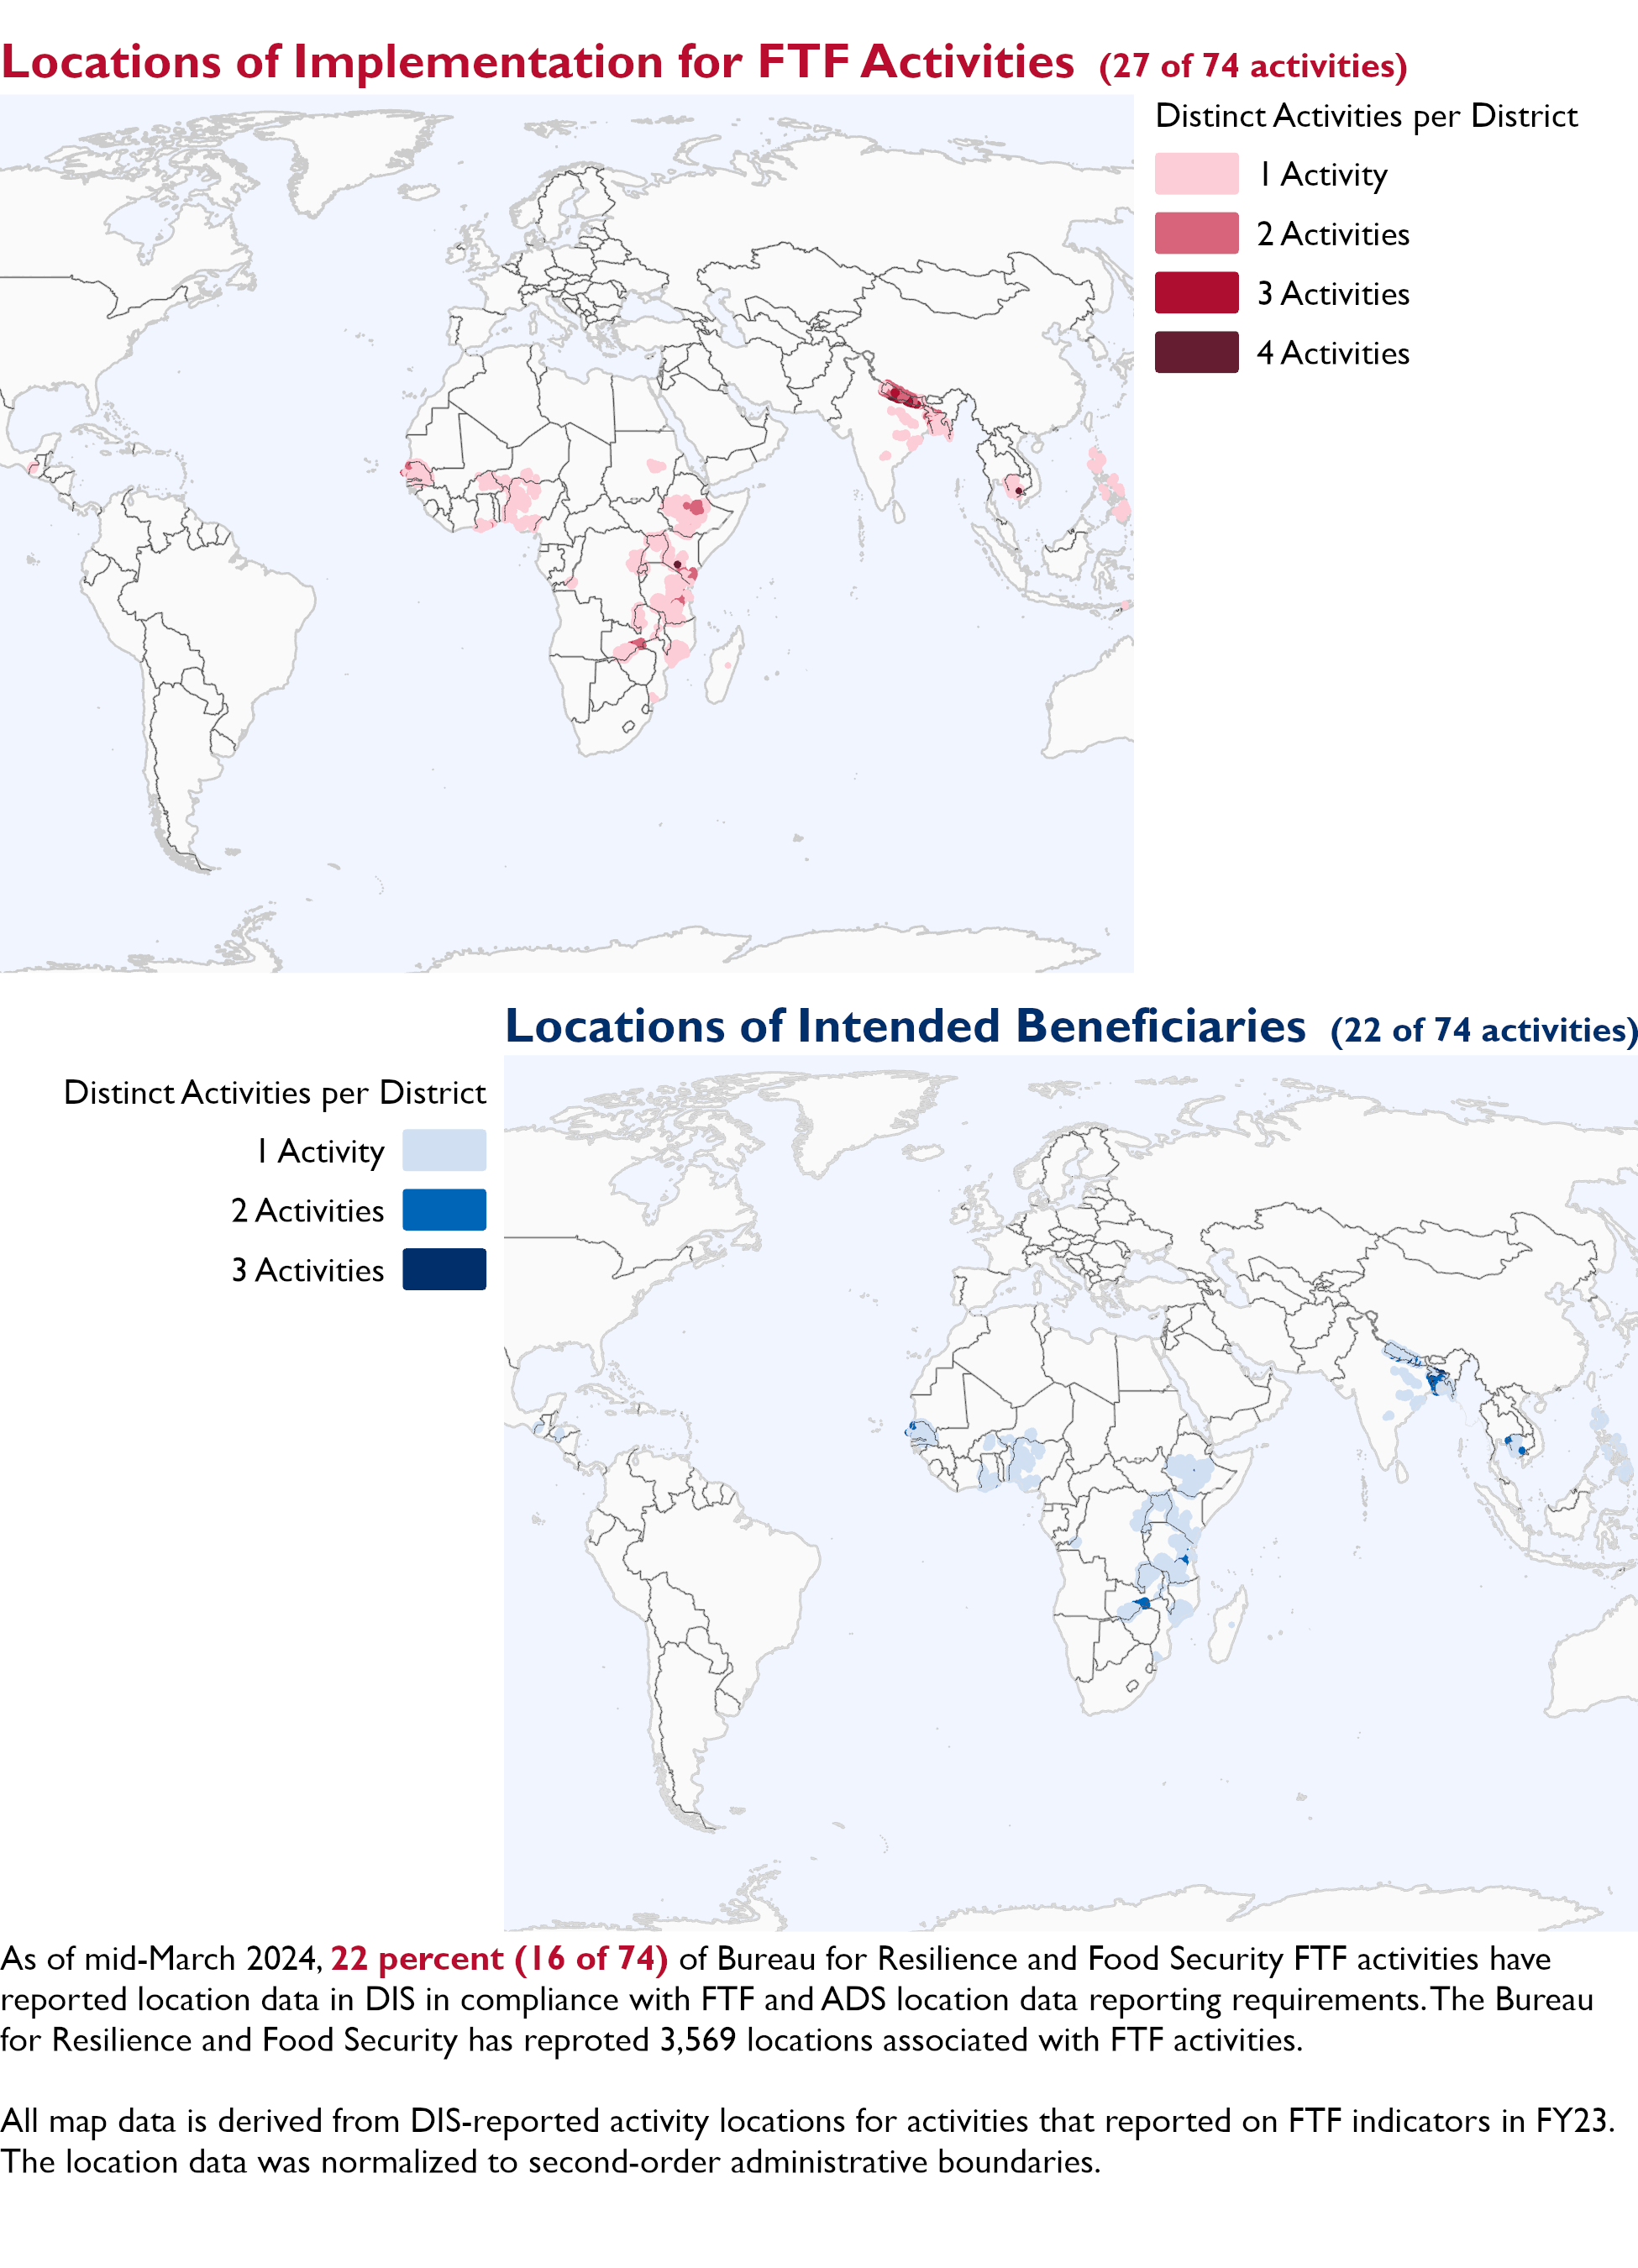 Locations of Implementation for FTF Activities (27 of 74 activities)
Distinct Activities per District
1 Activity
2 Activities
3 Activities
4 Activities
Locations of Intended Beneficiaries (22 of 74 activities)
Distinct Activities per District
1 Activity
2 Activities
3 Activities
As of mid-March 2024, 22 percent (16 of 74) of Bureau for Resilience and Food Security FTF activities have
reported location data in DIS in compliance with FTF and ADS location data reporting requirements. The Bureau
for Resilience and Food Security has reproted 3,569 locations associated with FTF activities.
All map data is derived from DIS-reported activity locations for activities that reported on FTF indicators in FY23.
The location data was normalized to second-order administrative boundaries.